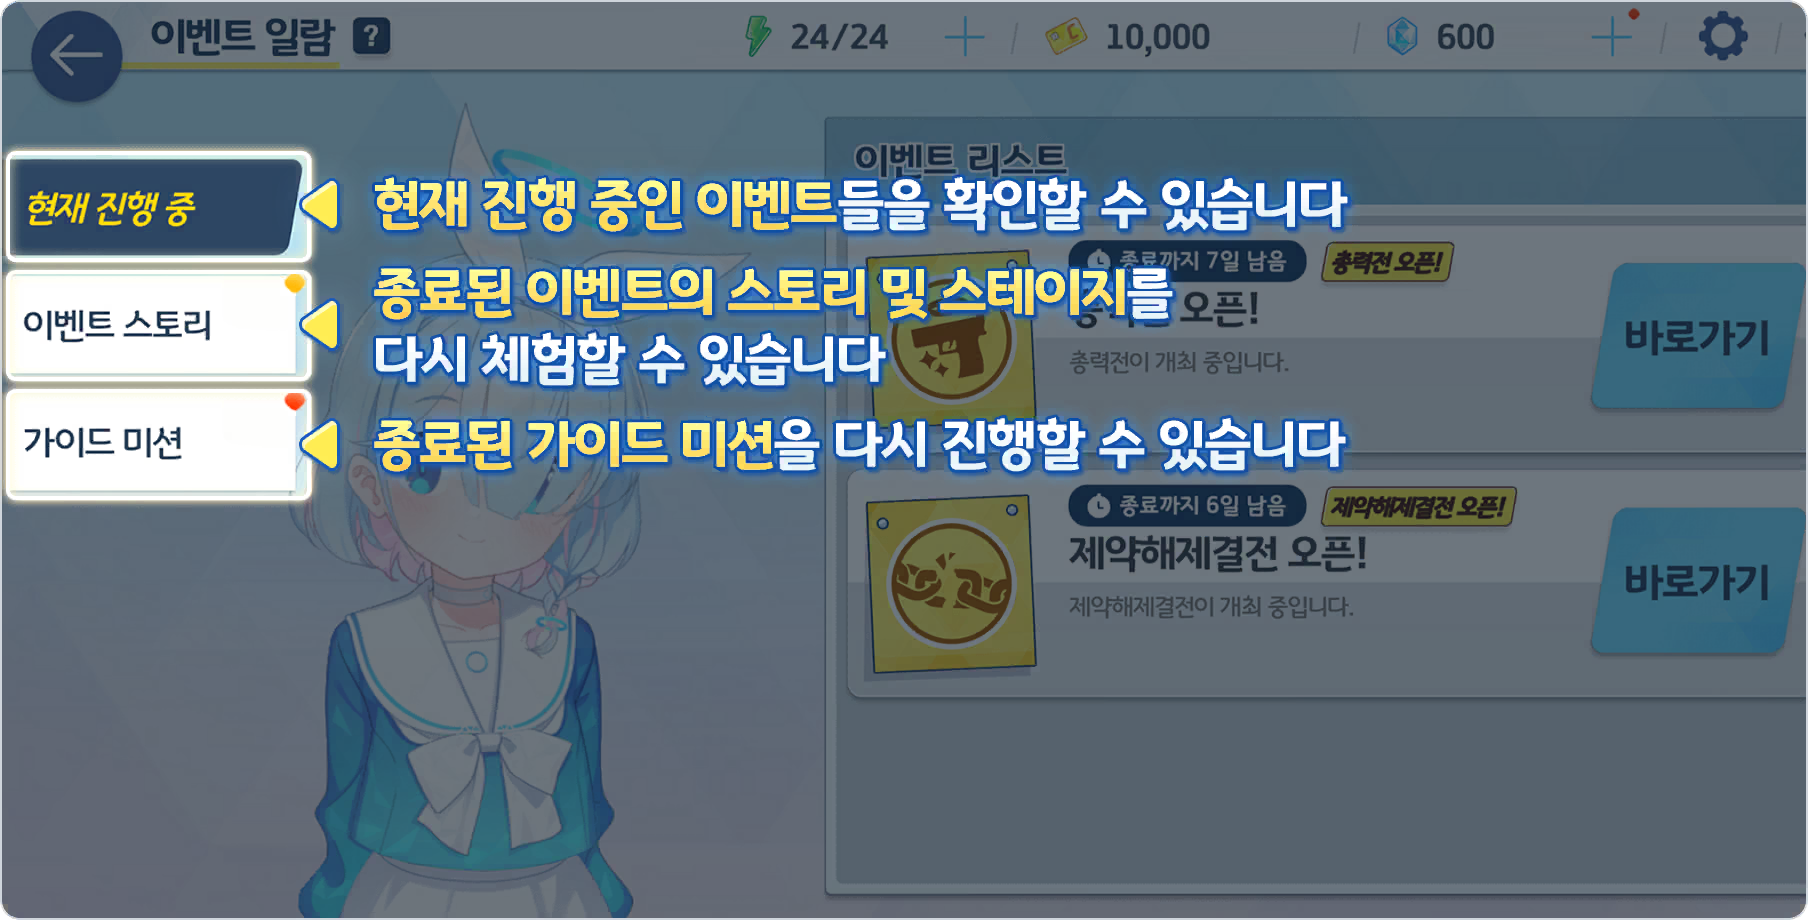 이벤트 일람 ?
24/24
10,000
600
현재 진행 중
현재 진행 중인 이벤트들을 확인할 수 있습니다
이벤트 스토리
종료된 이벤트의 스토리 및 스테이지를
다시 체험할 수 있습니다
가이드 미션
종료된 가이드 미션을 다시 진행할 수 있습니다
이벤트 리스트
종료까지 7일 남음
총력전 오픈!
총력전 오픈!
총력전이 개최 중입니다.
바로가기
종료까지 6일 남음
제약해제결전 오픈!
제약해제결전 오픈!
제약해제결전이 개최 중입니다.
바로가기